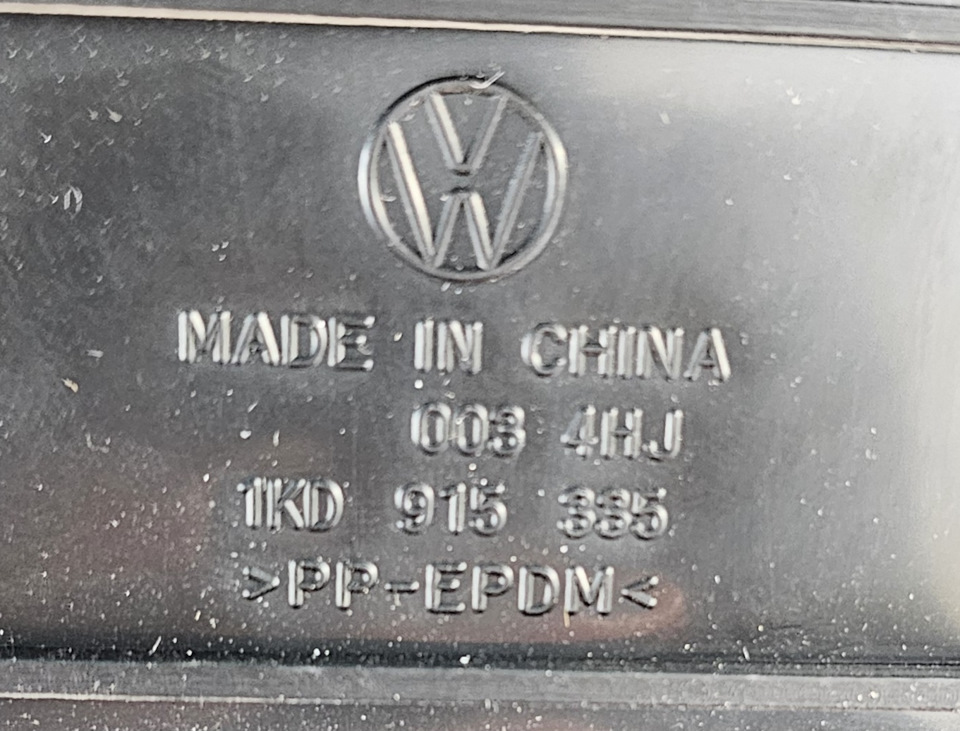 MADE IN CHINA
003 4HJ
1KD 915 335
>PP-EPDM<